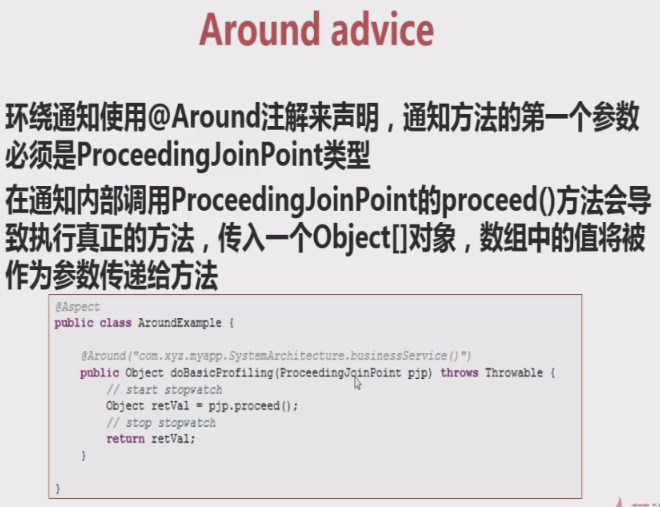 Around advice
环绕通知使用@Around注解来声明，通知方法的第一个参数
必须是ProceedingJoinPoint类型
在通知内部调用ProceedingJoinPoint的proceed()方法会导
致执行真正的方法，传入一个Object[]对象，数组中的值将被
作为参数传递给方法
@Aspect
public class AroundExample {
@Around("com.xyz.myapp.SystemArchitecture.businessService()")
public Object doBasicProfiling(ProceedingJoinPoint pjp) throws Throwable {
// start stopwatch
Object retVal = pjp.proceed();
// stop stopwatch
return retVal;
}
}